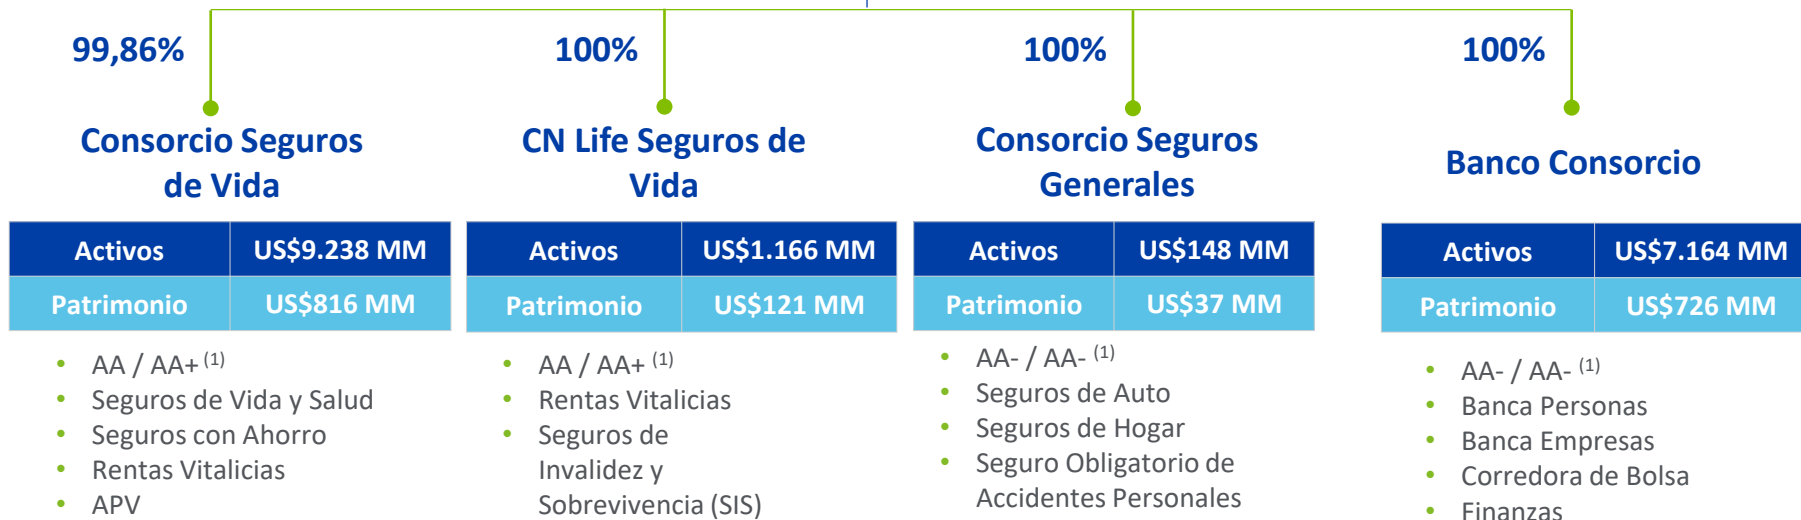 99,86%
Consorcio Seguros
de Vida
Activos US$9.238 MM
Patrimonio US$816 MM
• AA / AA+ (1)
• Seguros de Vida y Salud
• Seguros con Ahorro
• Rentas Vitalicias
• APV
100%
CN Life Seguros de
Vida
Activos US$1.166 MM
Patrimonio US$121 MM
• AA / AA+ (1)
• Rentas Vitalicias
• Seguros de
Invalidez y
Sobrevivencia (SIS)
100%
Consorcio Seguros
Generales
Activos US$148 MM
Patrimonio US$37 MM
• AA- / AA- (1)
• Seguros de Auto
• Seguros de Hogar
• Seguro Obligatorio de
Accidentes Personales
100%
Banco Consorcio
Activos US$7.164 MM
Patrimonio US$726 MM
• AA- / AA- (1)
• Banca Personas
• Banca Empresas
• Corredora de Bolsa
• Finanzas